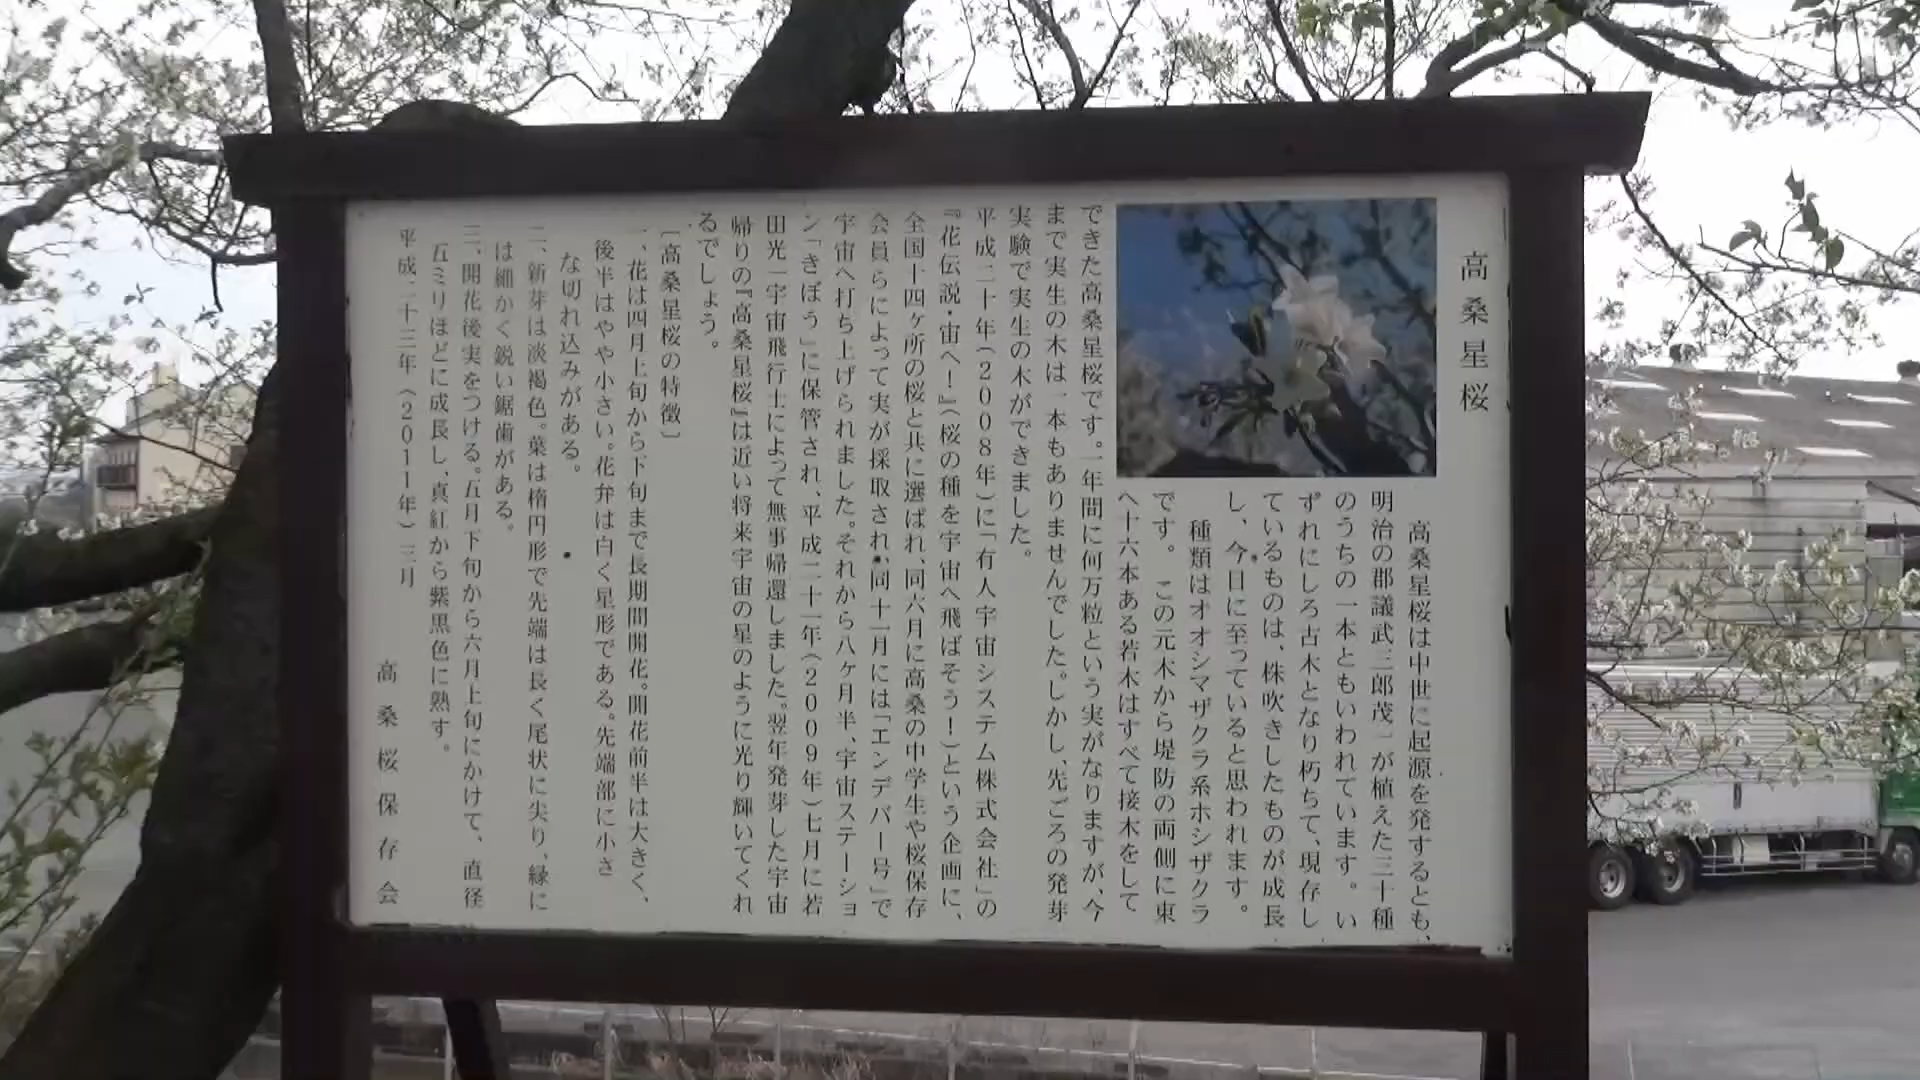 高桑星桜
高桑星桜は中世に起源を発するとも、
明治の郡議武三郎茂一が植えた三十種
のうちの一本ともいわれています。い
ずれにしろ古木となり朽ちて、現存し
ているものは、株吹きしたものが成長
し、今日に至っていると思われます。
種類はオオシマザクラ系ホシザクラ
です。この元木から堤防の両側に東
へ十六本ある若木はすべて接木をして
できた高桑星桜です。一年間に何万粒という実がなりますが、今
まで実生の木は一本もありませんでした。しかし、先ごろの発芽
実験で実生の木ができました。
平成二十年(2008年)に「有人宇宙システム株式会社」の
『花伝説・宙へ!』(桜の種を宇宙へ飛ばそう!)という企画に、
全国十四ヶ所の桜と共に選ばれ、同六月に高桑の中学生や桜保存
会員らによって実が採取され、同十一月には「エンデバー号」で
宇宙へ打ち上げられました。それから八ヶ月半、宇宙ステーショ
ン「きぼう」に保管され、平成二十一年(2009年)七月に若
田光一宇宙飛行士によって無事帰還しました。翌年発芽した宇宙
帰りの『高桑星桜』は近い将来宇宙の星のように光り輝いてくれ
るでしょう。
〔高桑星桜の特徴〕
一、花は四月上旬から下旬まで長期間開花。開花前半は大きく、
後半はやや小さい。花弁は白く星形である。先端部に小さ
な切れ込みがある。
二、新芽は淡褐色。葉は楕円形で先端は長く尾状に尖り、縁に
は細かく鋭い鋸歯がある。
三、開花後実をつける。五月下旬から六月上旬にかけて、直径
五ミリほどに成長し、真紅から紫黒色に熟す。
平成二十三年(2011年)三月
高桑桜保存会